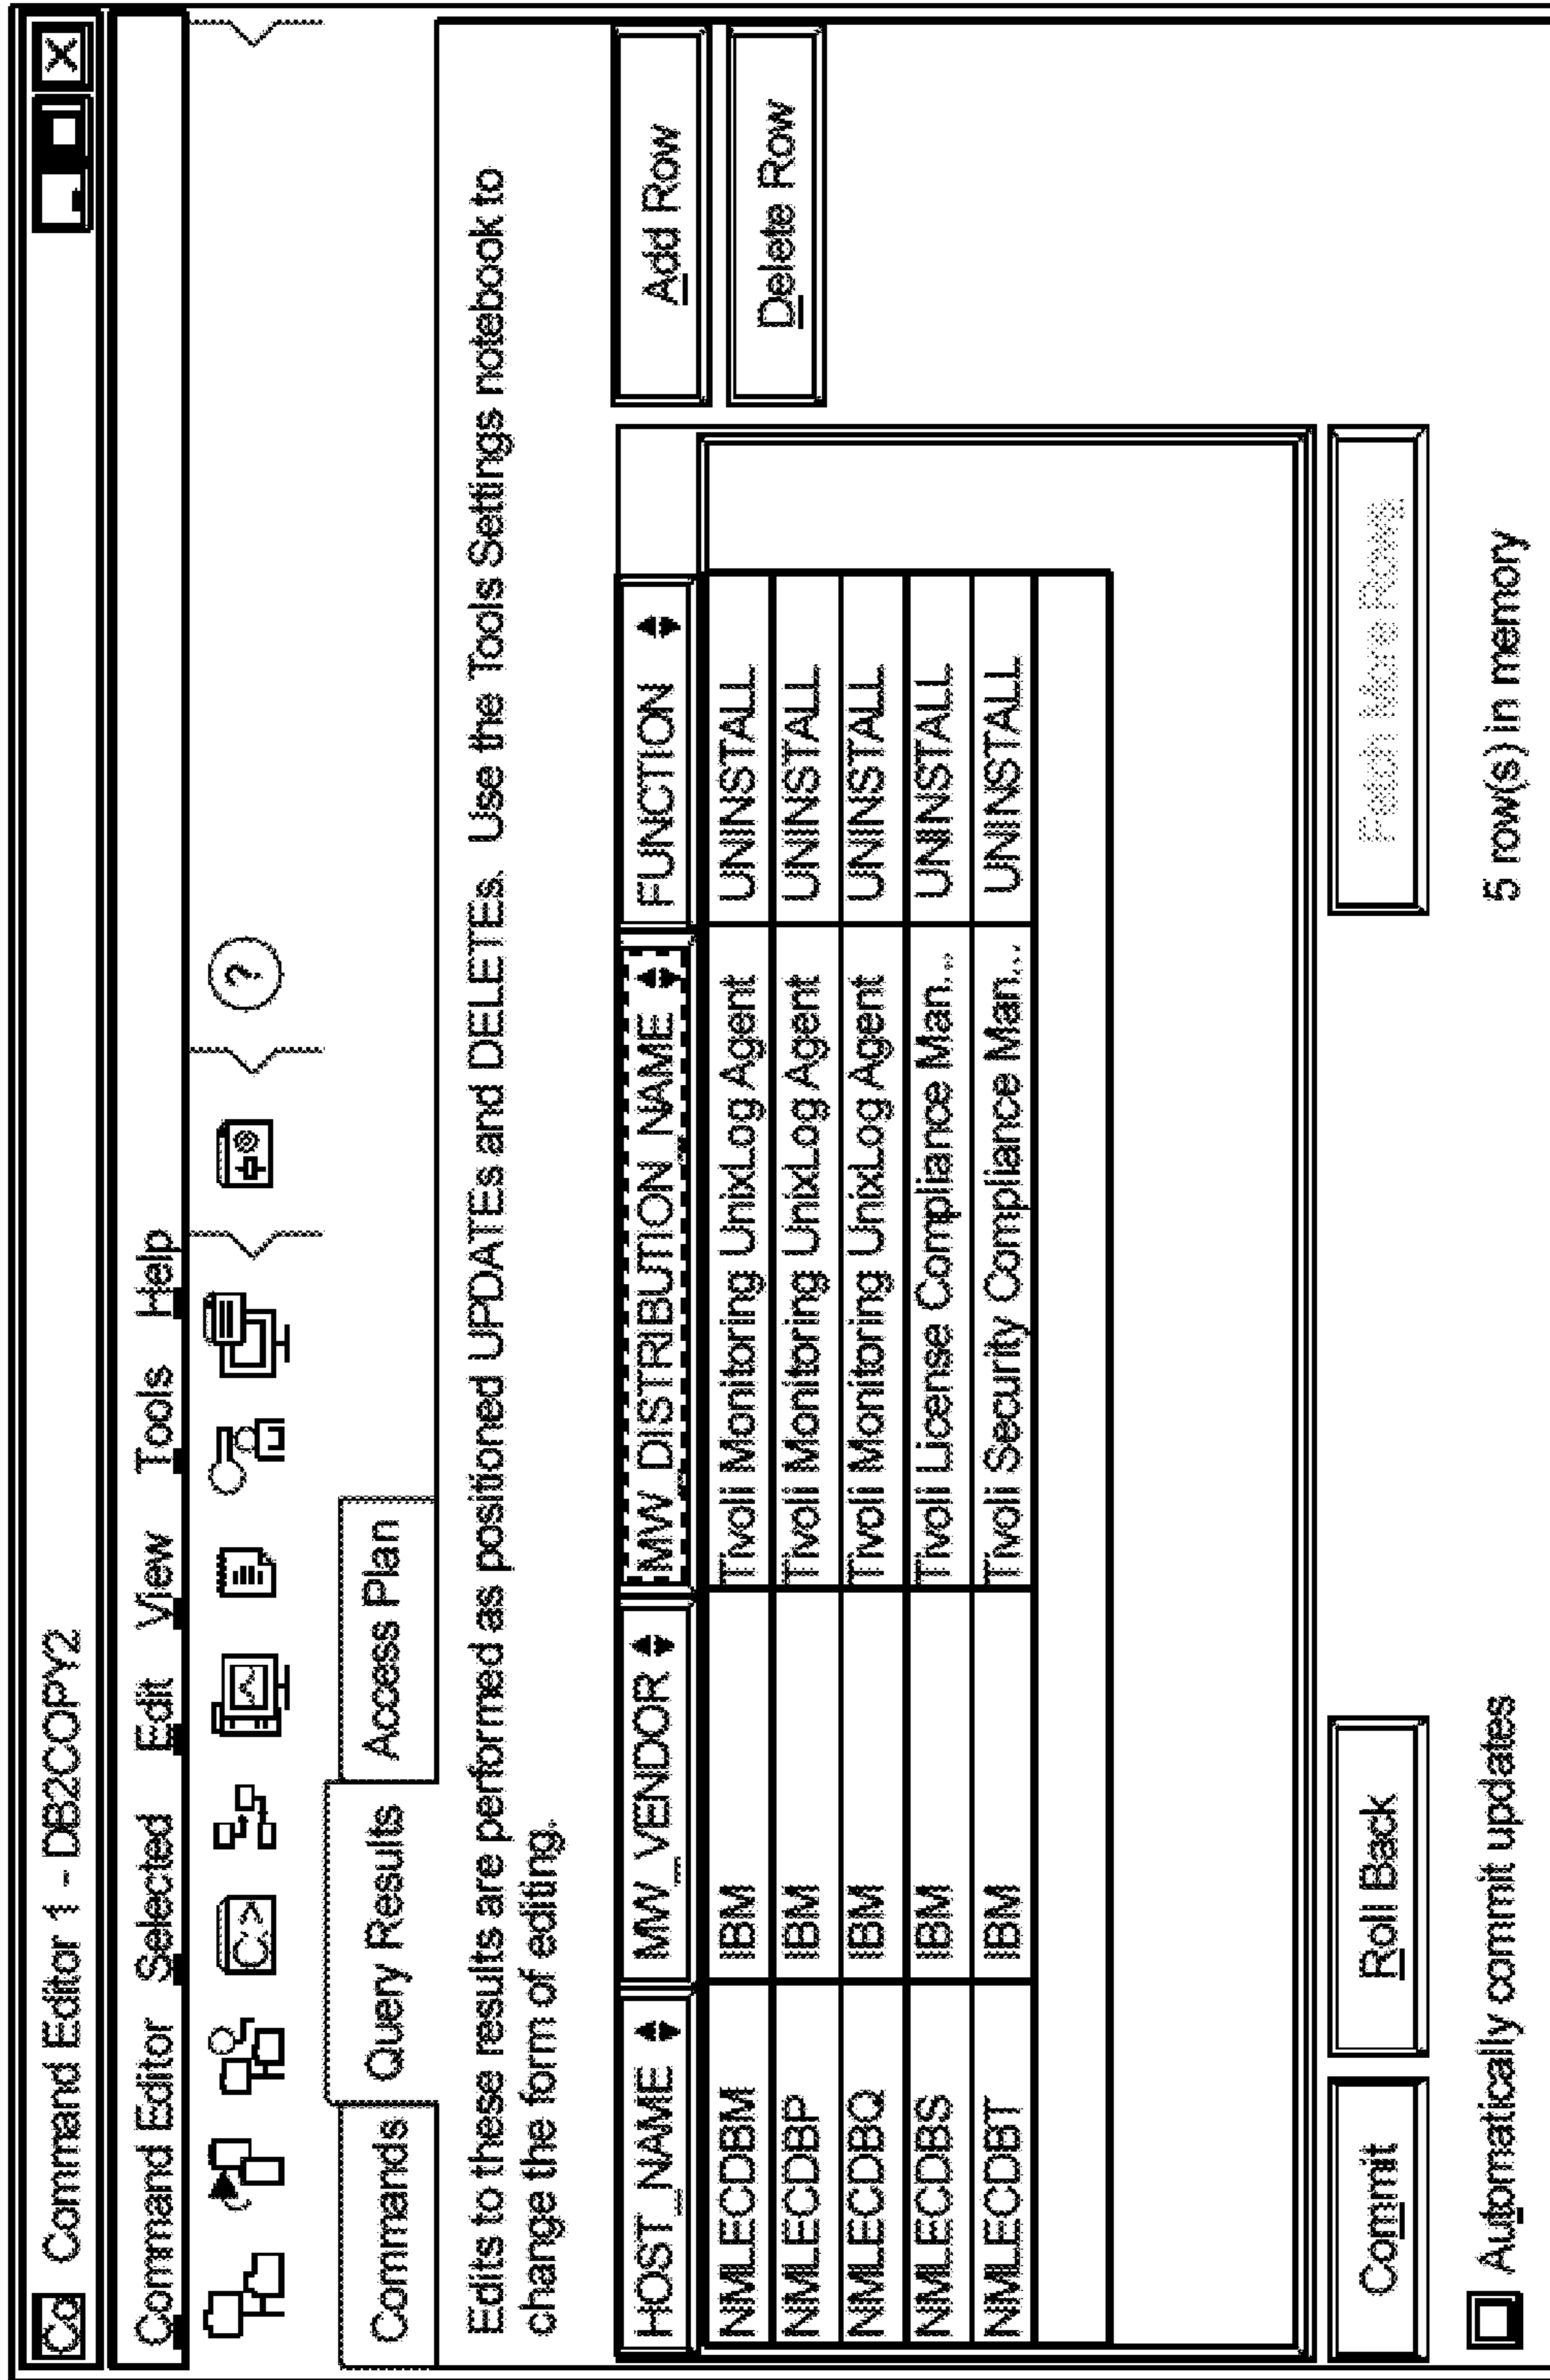 Co Command Editor 1 - DB2COPY2
Command Editor Selected Edit View Tools Help
C> ?
Commands Query Results Access Plan
Edits to these results are performed as positioned UPDATEs and DELETEs. Use the Tools Settings notebook to
change the form of editing.
HOST_NAME MW_VENDOR MW_DISTRIBUTION_NAME FUNCTION Add Row
NMLECDBM IBM Tivoli Monitoring UnixLog Agent UNINSTALL Delete Row
NMLECDBP IBM Tivoli Monitoring UnixLog Agent UNINSTALL
NMLECDBQ IBM Tivoli Monitoring UnixLog Agent UNINSTALL
NMLECDBS IBM Tivoli License Compliance Man... UNINSTALL
NMLECDBT IBM Tivoli Security Compliance Man... UNINSTALL
Commit Roll Back Fetch More Rows
Automatically commit updates 5 row(s) in memory